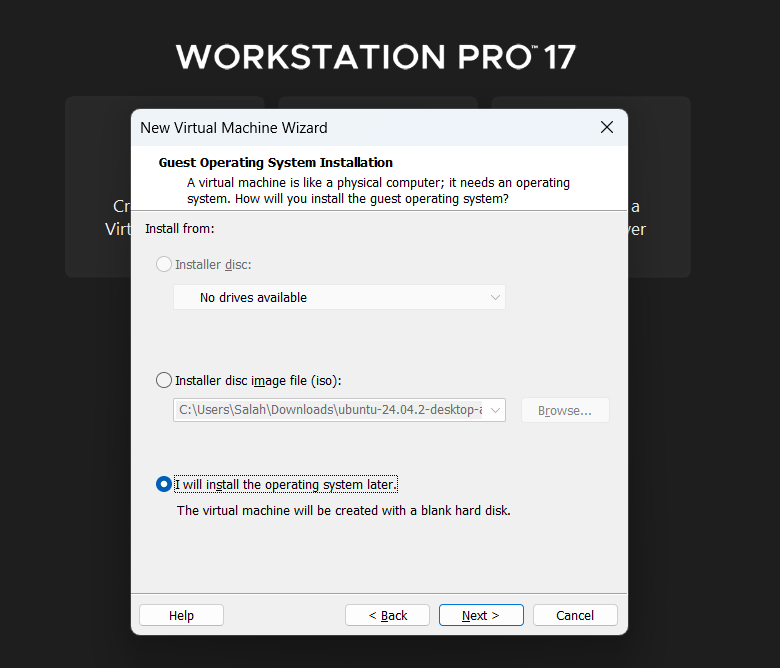 WORKSTATION PRO™ 17
New Virtual Machine Wizard
Guest Operating System Installation
A virtual machine is like a physical computer; it needs an operating
system. How will you install the guest operating system?
Cr
a
Virt
er
Install from:
Installer disc:
No drives available
Installer disc image file (iso):
C:\Users\Salah\Downloads\ubuntu-24.04.2-desktop-a
Browse...
I will install the operating system later.
The virtual machine will be created with a blank hard disk.
Help
< Back
Next >
Cancel